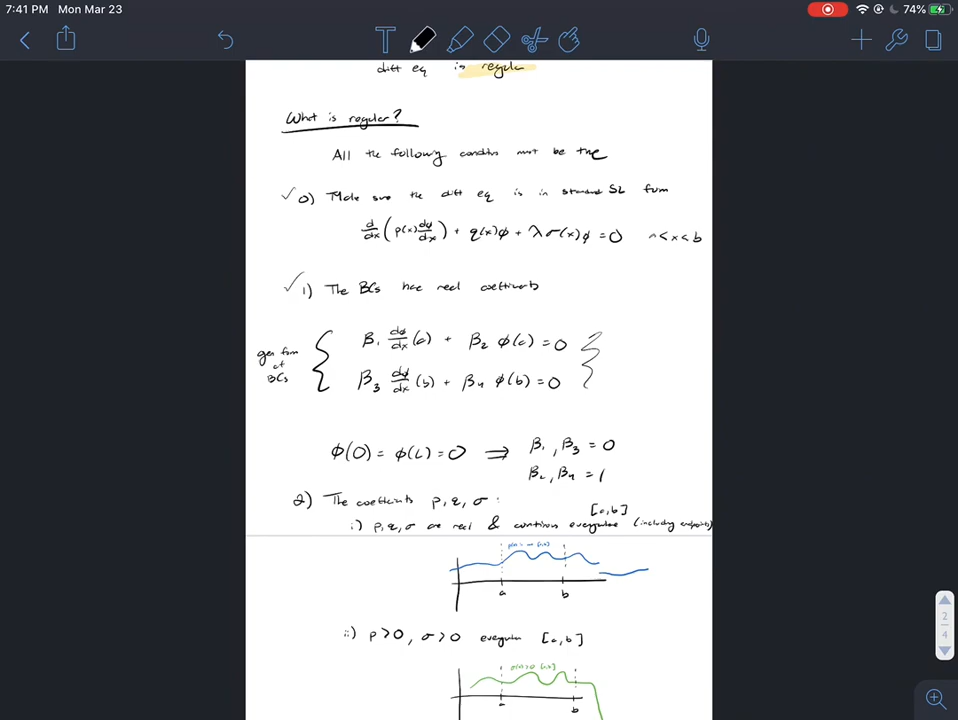 7:41 PM Mon Mar 23
74%
T
diff eq is regular
What is regular?
All the following conditions must be true
✓ 0) Make sure the diff eq is in standard SL form
d/dx (p(x) dφ/dx) + q(x)φ + λσ(x)φ = 0 a<x<b
✓ 1) The BCs has real coefficients
gen form of BCs
β₁ dφ/dx (a) + β₂ φ(a) = 0
β₃ dφ/dx (b) + β₄ φ(b) = 0
φ(0) = φ(L) = 0 ⟹ β₁, β₃ = 0
β₂, β₄ = 1
2) The coefficients p, q, σ :
[a,b]
i) p, q, σ are real & continuous everywhere (including endpoints)
a b
ii) p>0, σ>0 everywhere [a,b]
σ(x)>0 [a,b]
a b
2
4